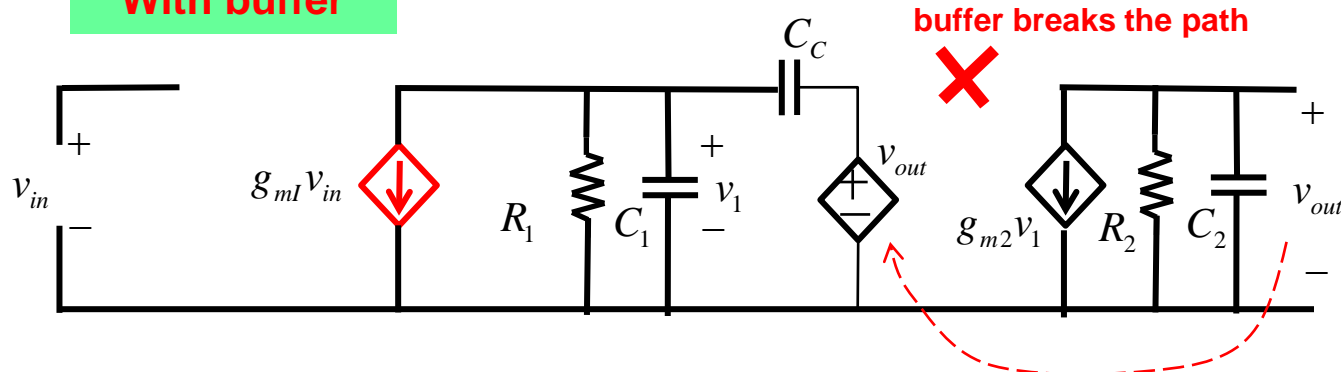 With buffer
buffer breaks the path
C_C
+
v_in
−
g_mI v_in
R_1
C_1
+
v_1
−
v_out
+
−
g_m2 v_1
R_2
C_2
+
v_out
−